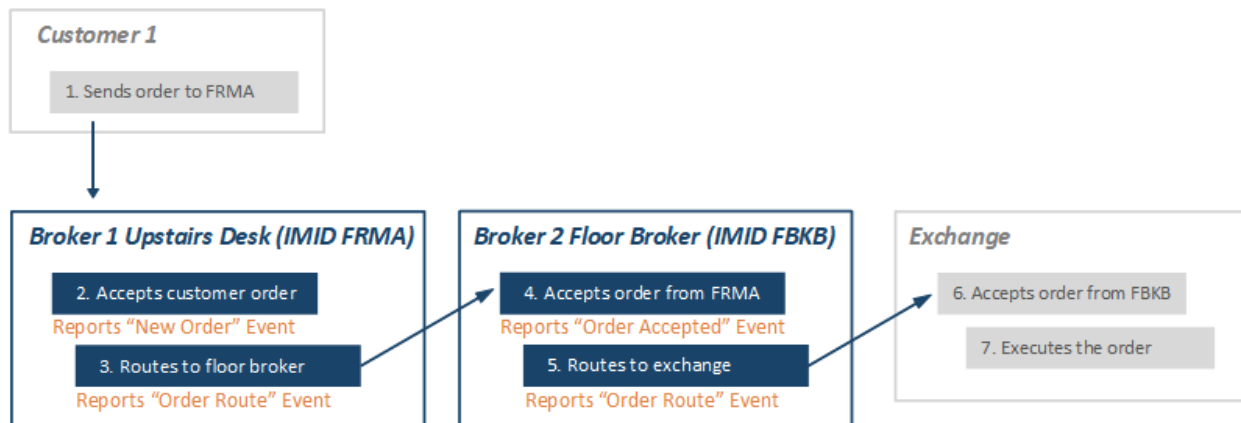 Customer 1
1. Sends order to FRMA
Broker 1 Upstairs Desk (IMID FRMA)
2. Accepts customer order
Reports “New Order” Event
3. Routes to floor broker
Reports “Order Route” Event
Broker 2 Floor Broker (IMID FBKB)
4. Accepts order from FRMA
Reports “Order Accepted” Event
5. Routes to exchange
Reports “Order Route” Event
Exchange
6. Accepts order from FBKB
7. Executes the order